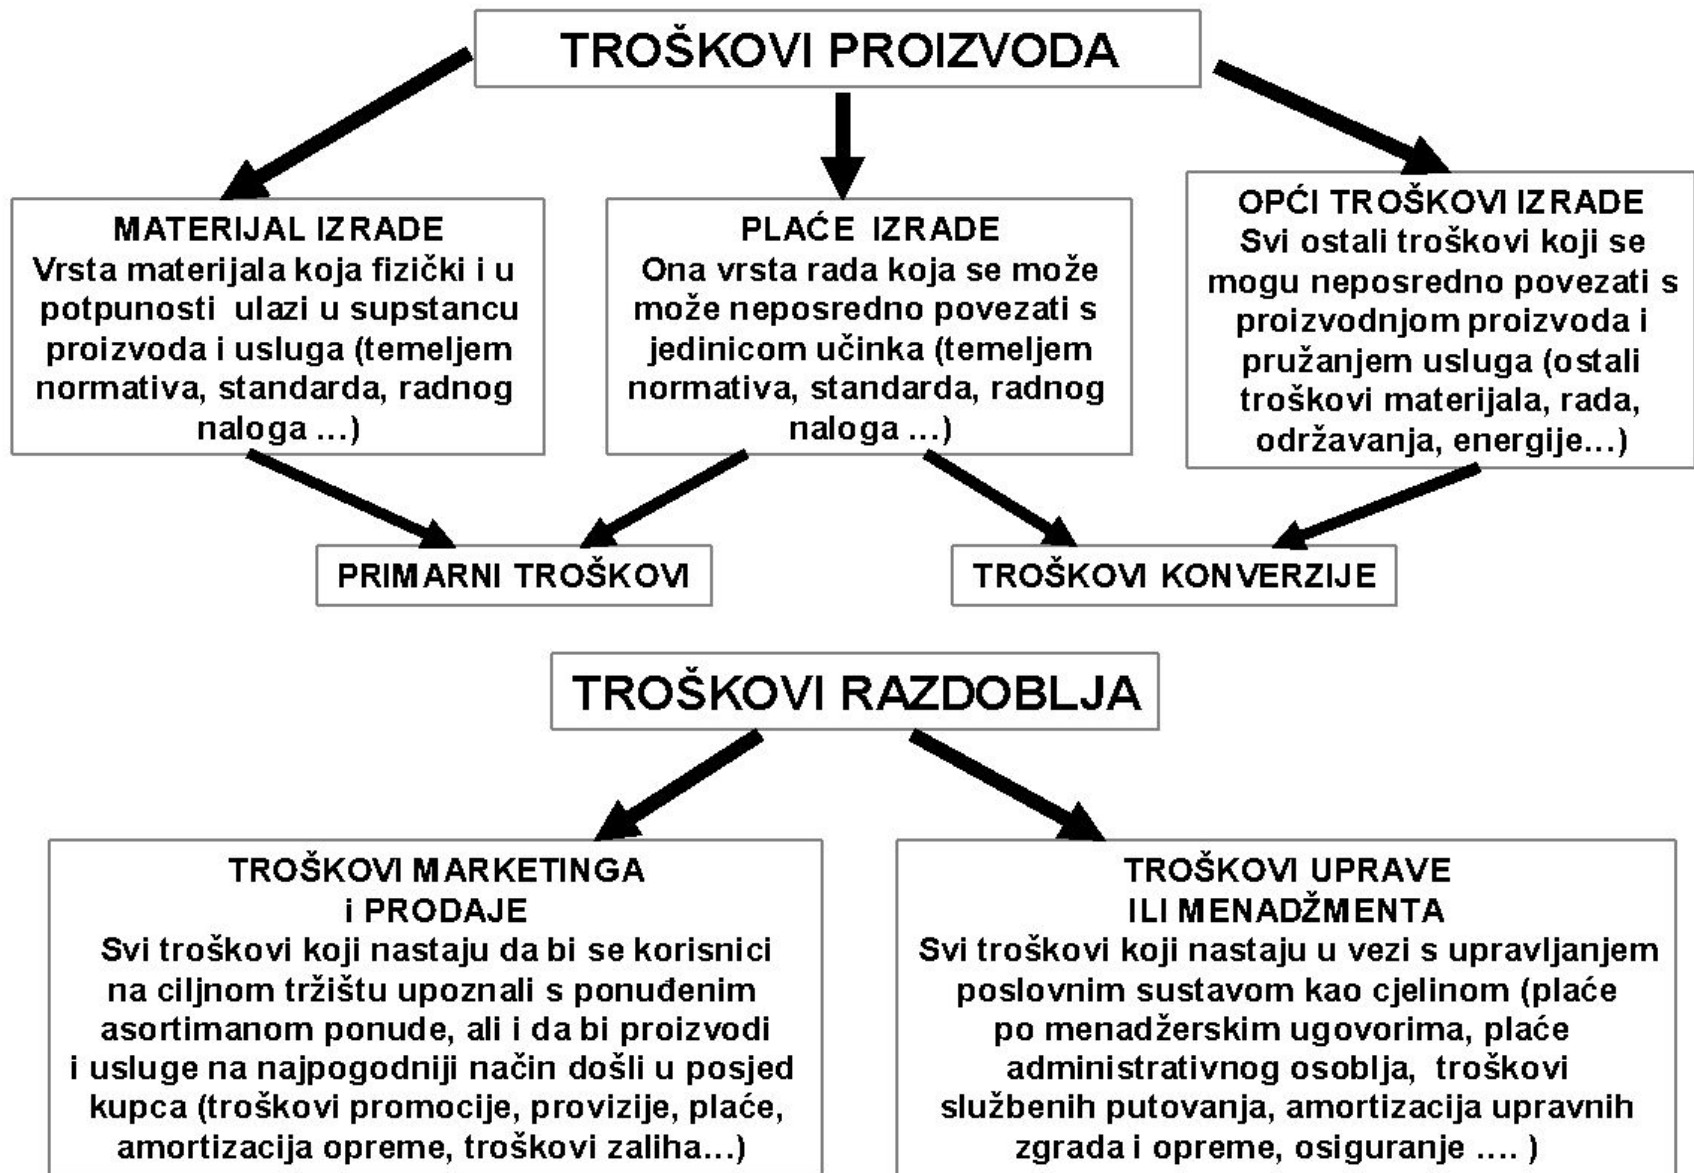 TROŠKOVI PROIZVODA
MATERIJAL IZRADE
Vrsta materijala koja fizički i u
potpunosti ulazi u supstancu
proizvoda i usluga (temeljem
normativa, standarda, radnog
naloga ...)
PLAĆE IZRADE
Ona vrsta rada koja se može
može neposredno povezati s
jedinicom učinka (temeljem
normativa, standarda, radnog
naloga ...)
OPĆI TROŠKOVI IZRADE
Svi ostali troškovi koji se
mogu neposredno povezati s
proizvodnjom proizvoda i
pružanjem usluga (ostali
troškovi materijala, rada,
održavanja, energije...)
PRIMARNI TROŠKOVI
TROŠKOVI KONVERZIJE
TROŠKOVI RAZDOBLJA
TROŠKOVI MARKETINGA
i PRODAJE
Svi troškovi koji nastaju da bi se korisnici
na ciljnom tržištu upoznali s ponuđenim
asortimanom ponude, ali i da bi proizvodi
i usluge na najpogodniji način došli u posjed
kupca (troškovi promocije, provizije, plaće,
amortizacija opreme, troškovi zaliha...)
TROŠKOVI UPRAVE
ILI MENADŽMENTA
Svi troškovi koji nastaju u vezi s upravljanjem
poslovnim sustavom kao cjelinom (plaće
po menadžerskim ugovorima, plaće
administrativnog osoblja, troškovi
službenih putovanja, amortizacija upravnih
zgrada i opreme, osiguranje .... )